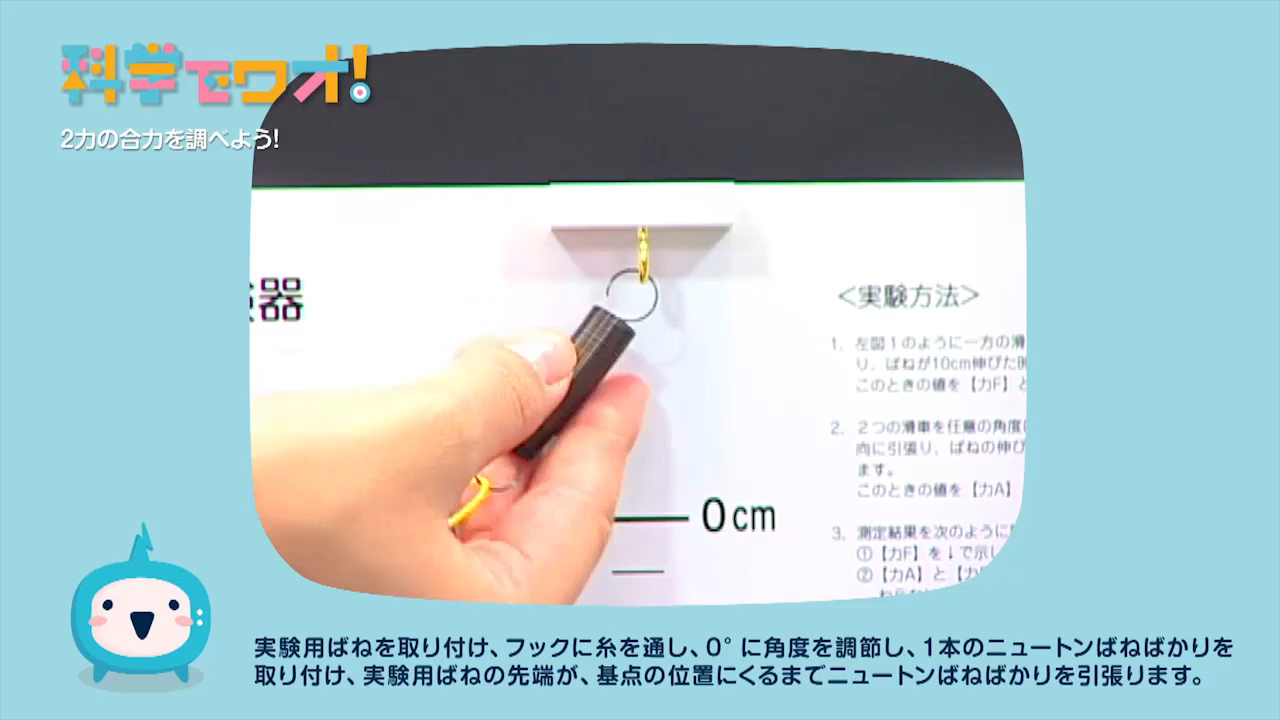 科学でワオ!
2力の合力を調べよう!
器
<実験方法>
1. 左図1のように一方の滑
り、ばねが10cm伸びた
このときの値を【力F】と
2. 2つの滑車を任意の角度
向に引張り、ばねの伸び
ます。
このときの値を【力A】
0cm
3. 測定結果を次のように
①【力F】を↓で示し
②【力A】と【力
実験用ばねを取り付け、フックに糸を通し、0°に角度を調節し、1本のニュートンばねばかりを
取り付け、実験用ばねの先端が、基点の位置にくるまでニュートンばねばかりを引張ります。